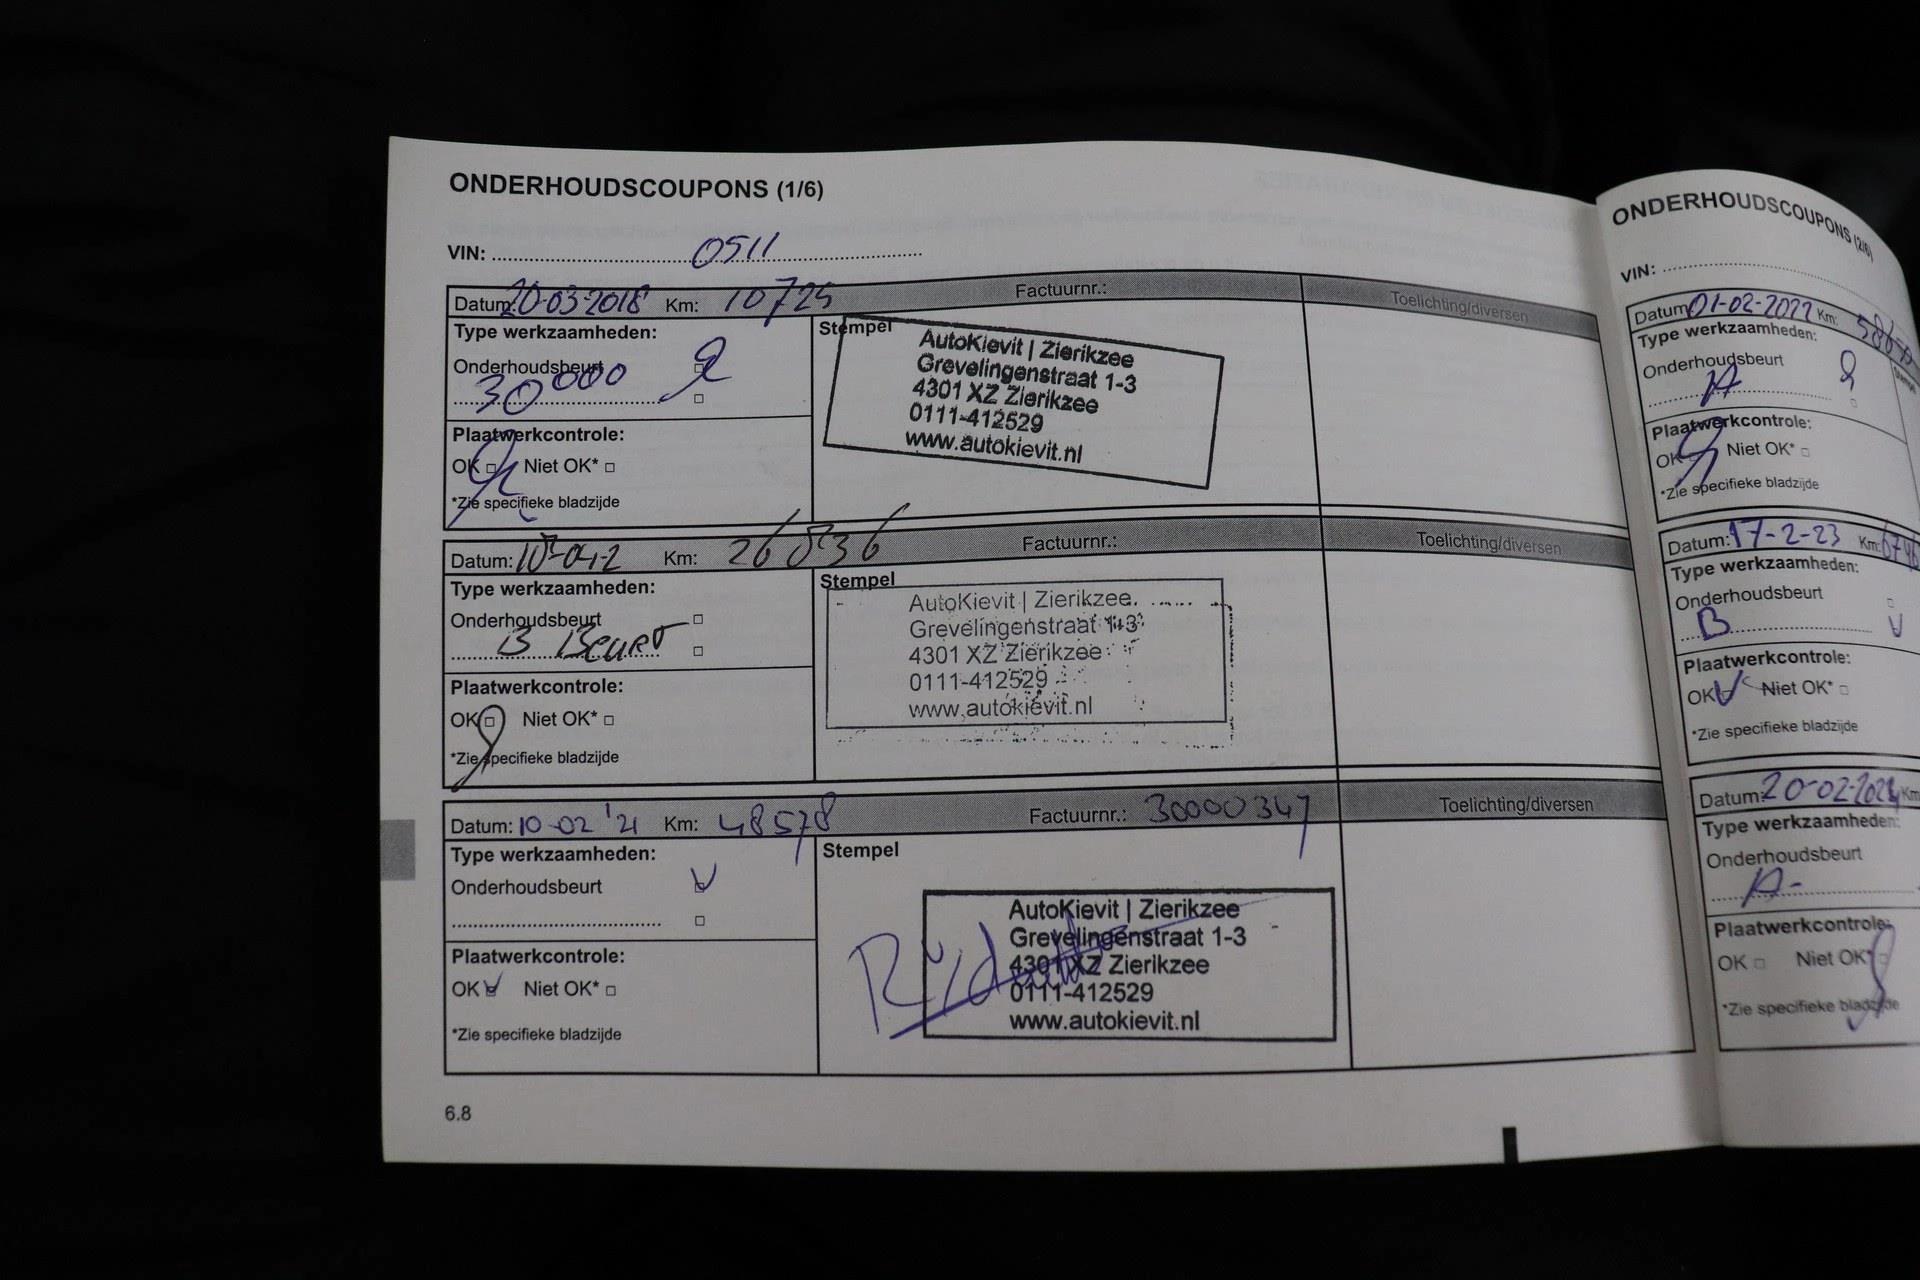 ONDERHOUDSCOUPONS (1/6)
VIN: 0511
Datum: 20-03-2018 Km: 10725 Factuurnr.: Toelichting/diversen
Type werkzaamheden:
Onderhoudsbeurt
30000
Plaatwerkcontrole:
OK Niet OK*
*Zie specifieke bladzijde
Stempel
AutoKievit | Zierikzee
Grevelingenstraat 1-3
4301 XZ Zierikzee
0111-412529
www.autokievit.nl
Datum: Km: Factuurnr.: Toelichting/diversen
Type werkzaamheden:
Onderhoudsbeurt
B Beurt
Plaatwerkcontrole:
OK Niet OK*
*Zie specifieke bladzijde
Stempel
AutoKievit | Zierikzee
Grevelingenstraat 1-3
4301 XZ Zierikzee
0111-412529
www.autokievit.nl
Datum: 10-02 '21 Km: 48578 Factuurnr.: 30000347 Toelichting/diversen
Type werkzaamheden:
Onderhoudsbeurt
Plaatwerkcontrole:
OK Niet OK*
*Zie specifieke bladzijde
Stempel
AutoKievit | Zierikzee
Grevelingenstraat 1-3
4301 XZ Zierikzee
0111-412529
www.autokievit.nl
6.8
ONDERHOUDSCOUPONS (2/6)
VIN:
Datum: 01-02-2022 Km:
Type werkzaamheden:
Onderhoudsbeurt
A
Plaatwerkcontrole:
OK Niet OK*
*Zie specifieke bladzijde
Datum: 17-2-23 Km:
Type werkzaamheden:
Onderhoudsbeurt
B
Plaatwerkcontrole:
OK Niet OK*
*Zie specifieke bladzijde
Datum: 20-02-2024 Km
Type werkzaamheden:
Onderhoudsbeurt
A-
Plaatwerkcontrole:
OK Niet OK*
*Zie specifieke bladzijde